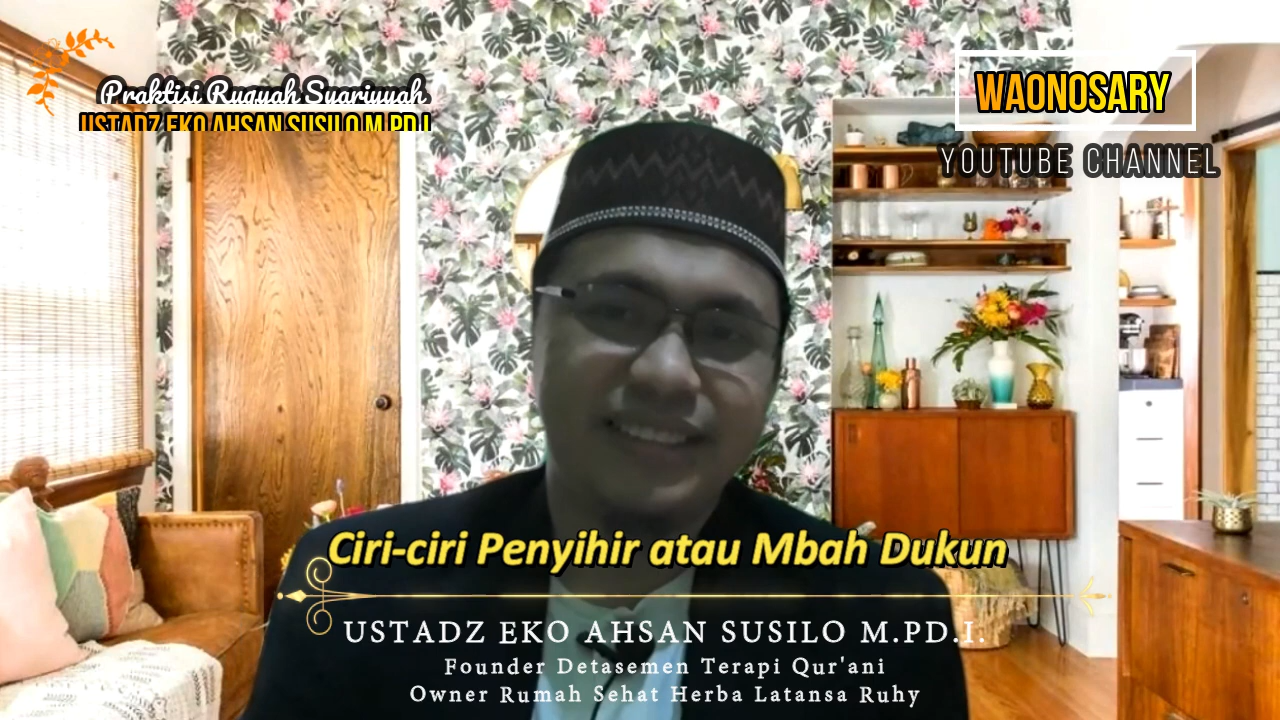 Praktisi Ruqyah Syariyyah
USTADZ EKO AHSAN SUSILO M.PD.I
WAONOSARY
YOUTUBE CHANNEL
Ciri-ciri Penyihir atau Mbah Dukun
USTADZ EKO AHSAN SUSILO M.PD.I.
Founder Detasemen Terapi Qur'ani
Owner Rumah Sehat Herba Latansa Ruhy